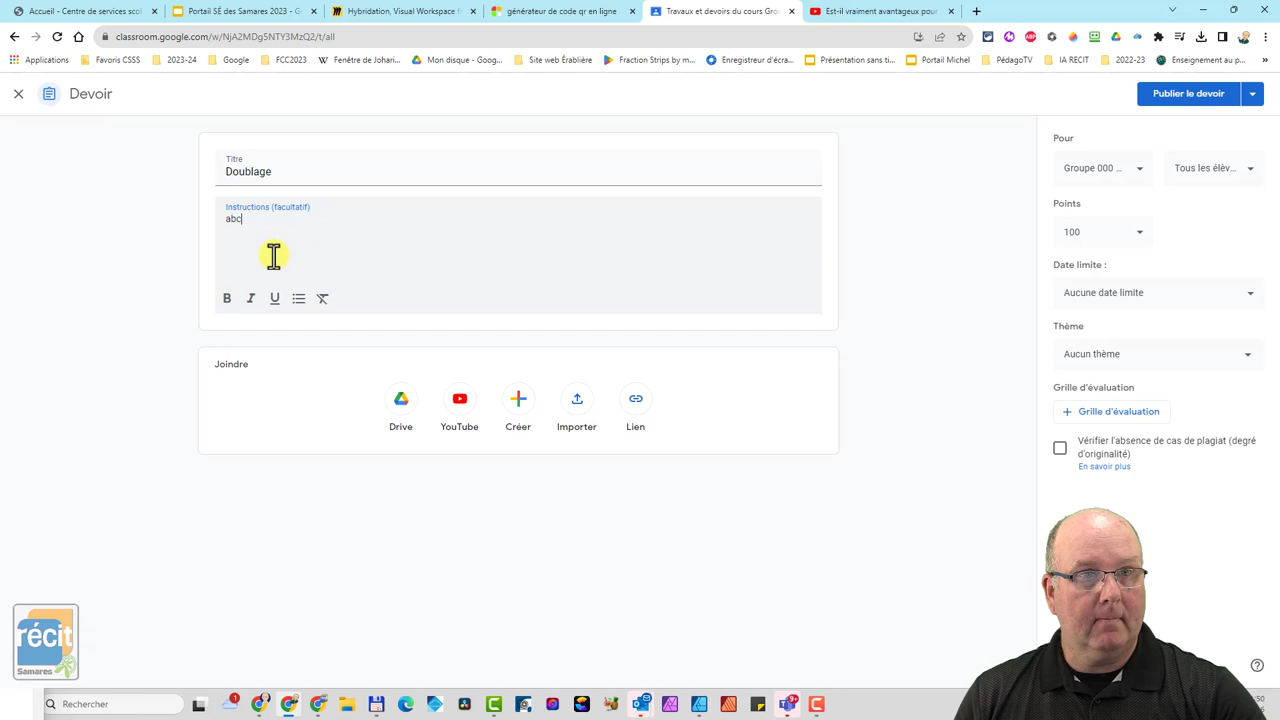 Accueil - Centre de services scol
Portail SÉ des Samares 2023 - G
Hybridation, Visual Workspace f
générateur de code qr en ligne
Travaux et devoirs du cours Gro
Est-il vraiment avantageux pour
classroom.google.com/w/NjA2MDg5NTY3MzQ2/t/all
Applications
Favoris CSSS
2023-24
Google
FCC2023
Fenêtre de Johari...
Mon disque - Goog...
Site web Érablière
Fraction Strips by m...
Enregistreur d'écra...
Présentation sans ti...
Portail Michel
PédagoTV
IA RECIT
2022-23
Enseignement au p...
Devoir
Publier le devoir
Titre
Doublage
Instructions (facultatif)
abc
Joindre
Drive
YouTube
Créer
Importer
Lien
Pour
Groupe 000 ...
Tous les élèv...
Points
100
Date limite :
Aucune date limite
Thème
Aucun thème
Grille d'évaluation
Grille d'évaluation
Vérifier l'absence de cas de plagiat (degré
d'originalité)
En savoir plus
récit
Samares
Rechercher
1
9+